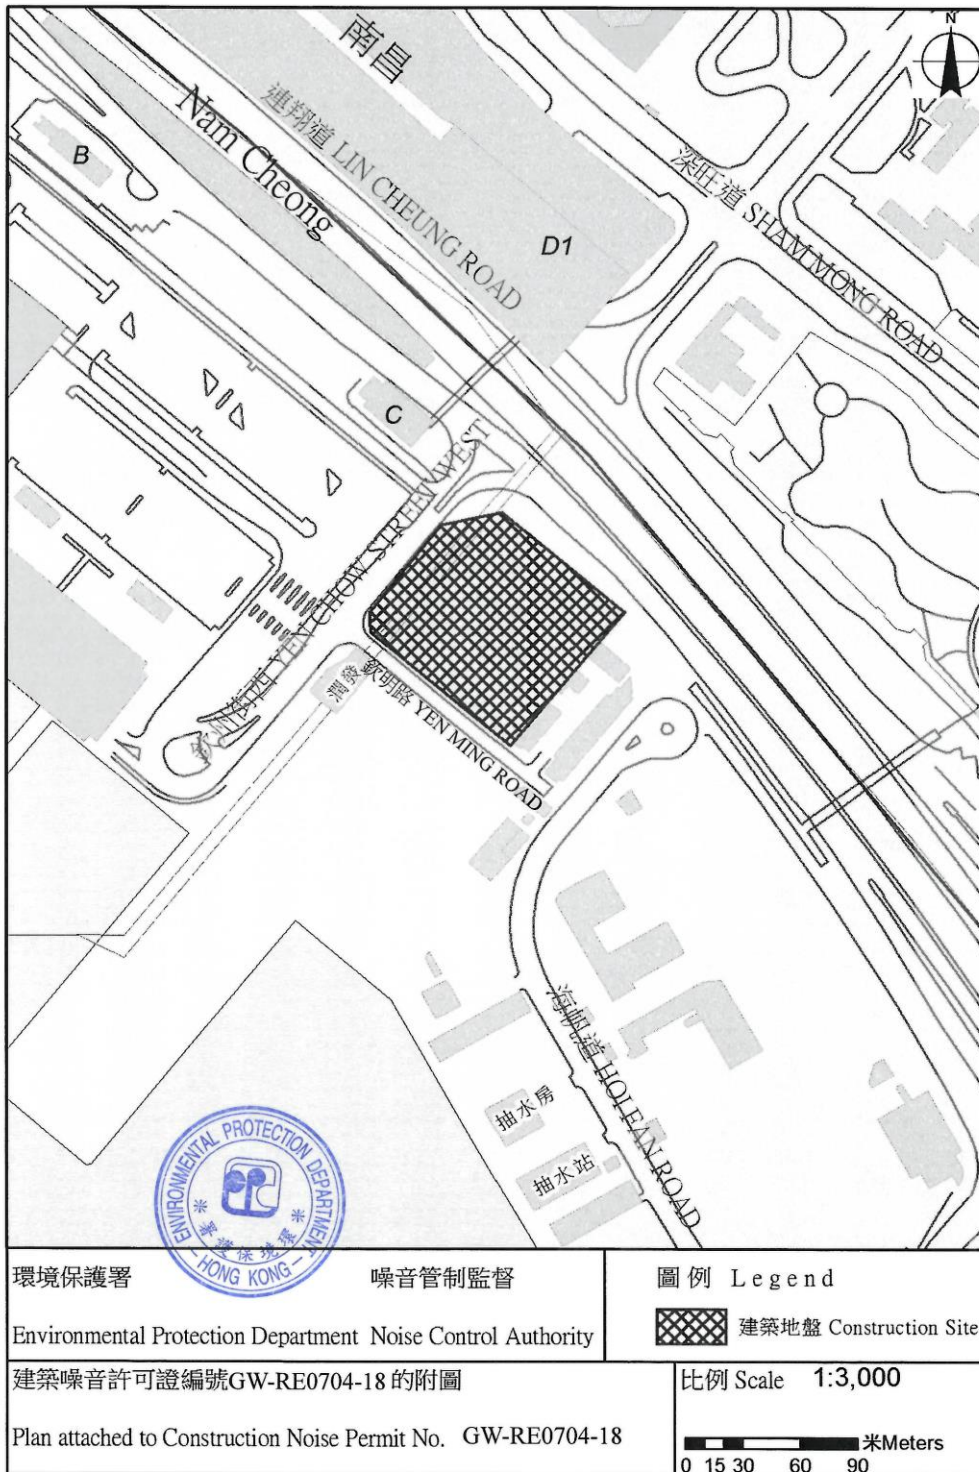 N
南昌
Nam Cheong
連翔道 LIN CHEUNG ROAD
深旺道 SHAM MONG ROAD
B
D1
C
欽州街西 YEN CHOW STREET WEST
潤發
欽明路 YEN MING ROAD
海帆道 HOI FAN ROAD
抽水房
抽水站
ENVIRONMENTAL PROTECTION DEPARTMENT
環境保護署
– HONG KONG –
環境保護署 噪音管制監督
Environmental Protection Department Noise Control Authority
圖例 Legend
建築地盤 Construction Site
建築噪音許可證編號GW-RE0704-18 的附圖
Plan attached to Construction Noise Permit No. GW-RE0704-18
比例 Scale 1:3,000
米Meters
0 15 30 60 90